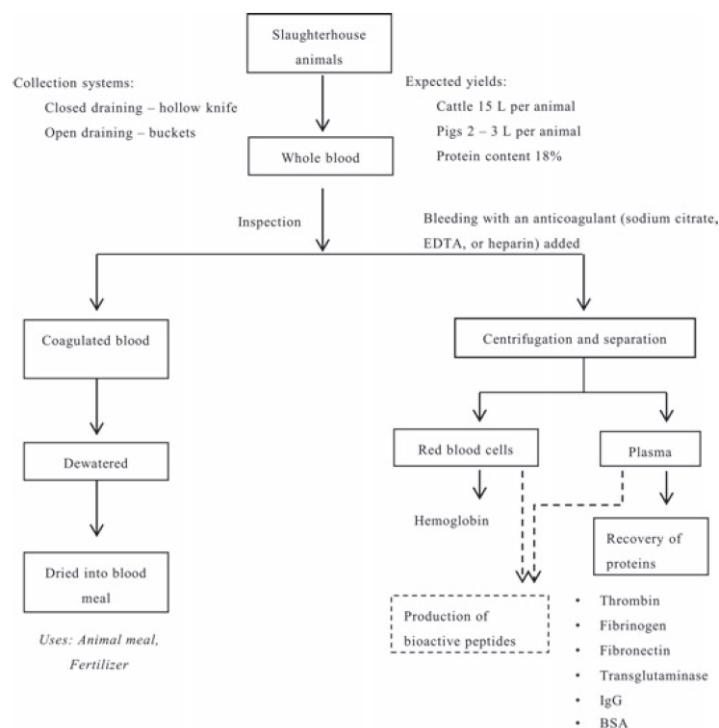 Slaughterhouse
animals
Collection systems:
Closed draining – hollow knife
Open draining – buckets
Expected yields:
Cattle 15 L per animal
Pigs 2 – 3 L per animal
Protein content 18%
Whole blood
Inspection
Bleeding with an anticoagulant (sodium citrate,
EDTA, or heparin) added
Coagulated blood
Centrifugation and separation
Dewatered
Red blood cells
Plasma
Hemoglobin
Recovery of
proteins
Dried into blood
meal
Production of
bioactive peptides
Uses: Animal meal,
Fertilizer
• Thrombin
• Fibrinogen
• Fibronectin
• Transglutaminase
• IgG
• BSA